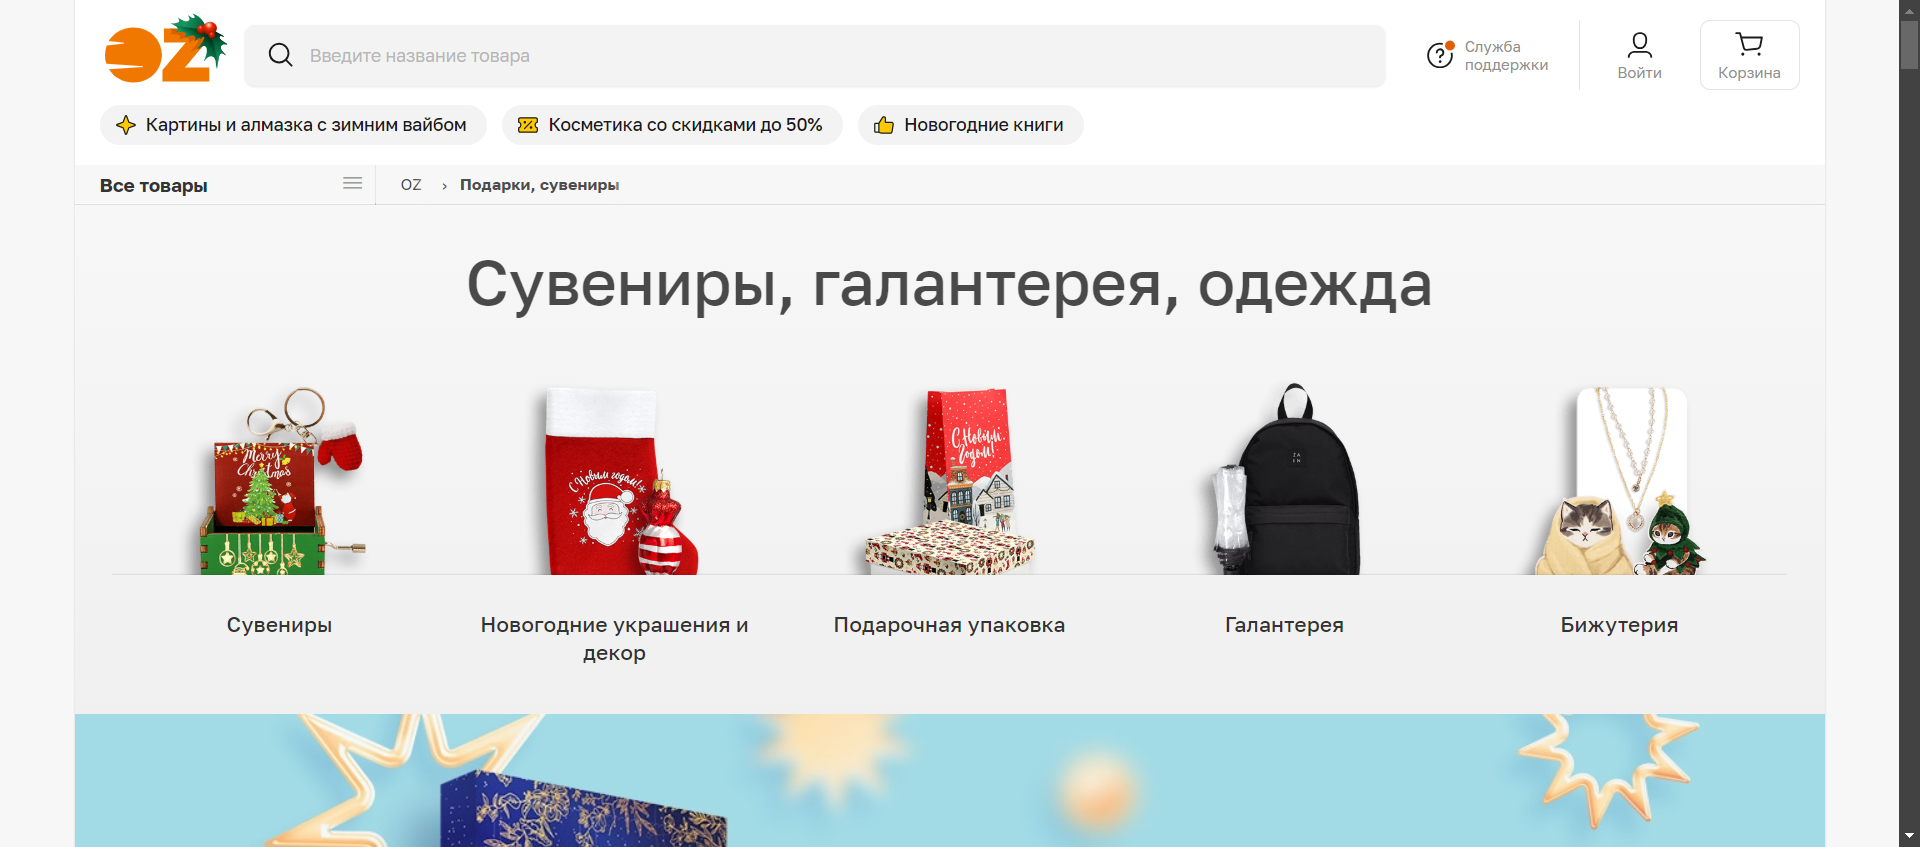 OZ
Введите название товара
Служба
поддержки
Войти
Корзина
Картины и алмазка с зимним вайбом
Косметика со скидками до 50%
Новогодние книги
Все товары
OZ › Подарки, сувениры
Сувениры, галантерея, одежда
Merry
Christmas
С Новым годом!
С Новым
Годом!
Сувениры
Новогодние украшения и
декор
Подарочная упаковка
Галантерея
Бижутерия